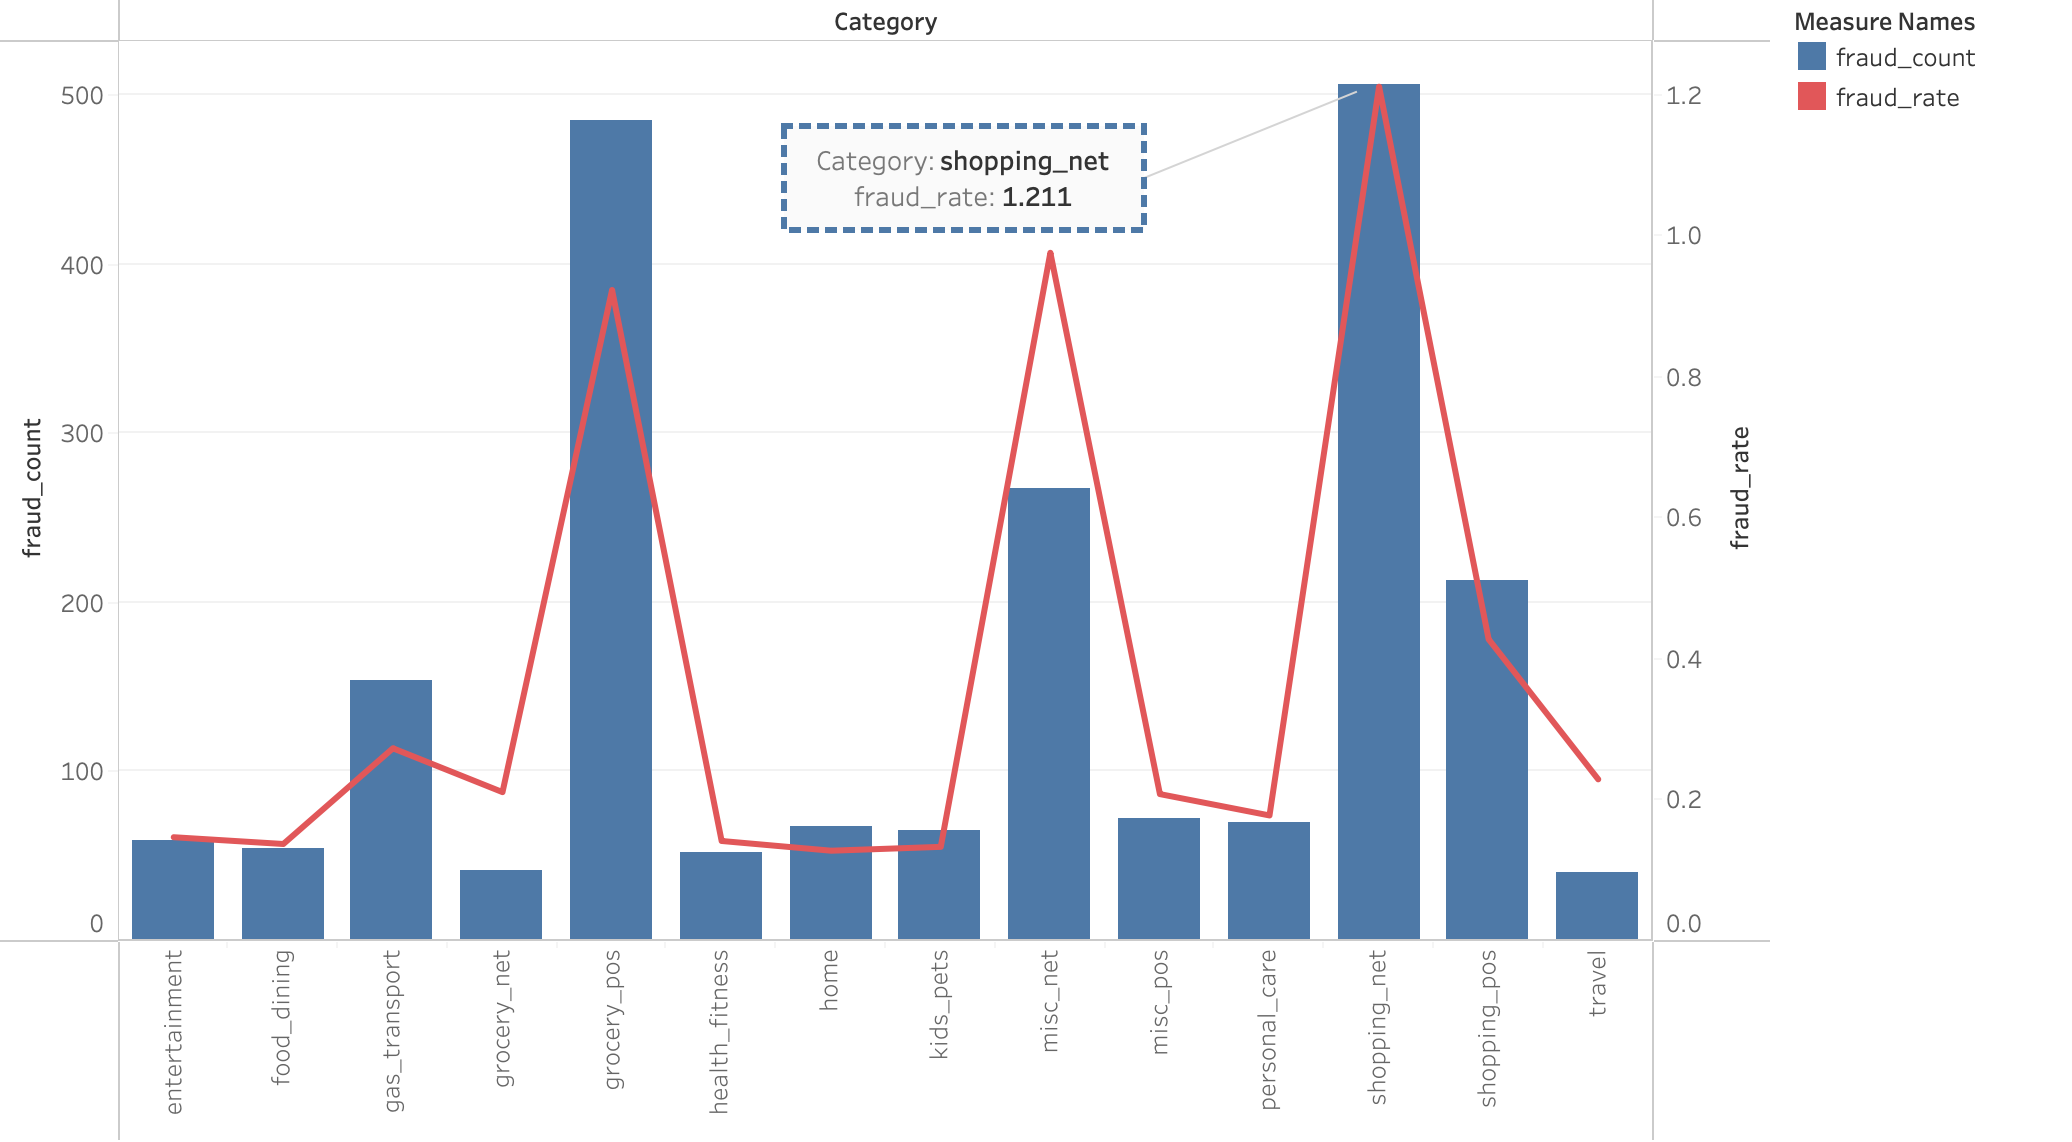 Category
Measure Names
fraud_count
fraud_rate
500
400
300
200
100
0
fraud_count
Category: shopping_net
fraud_rate: 1.211
1.2
1.0
0.8
0.6
0.4
0.2
0.0
fraud_rate
entertainment
food_dining
gas_transport
grocery_net
grocery_pos
health_fitness
home
kids_pets
misc_net
misc_pos
personal_care
shopping_net
shopping_pos
travel